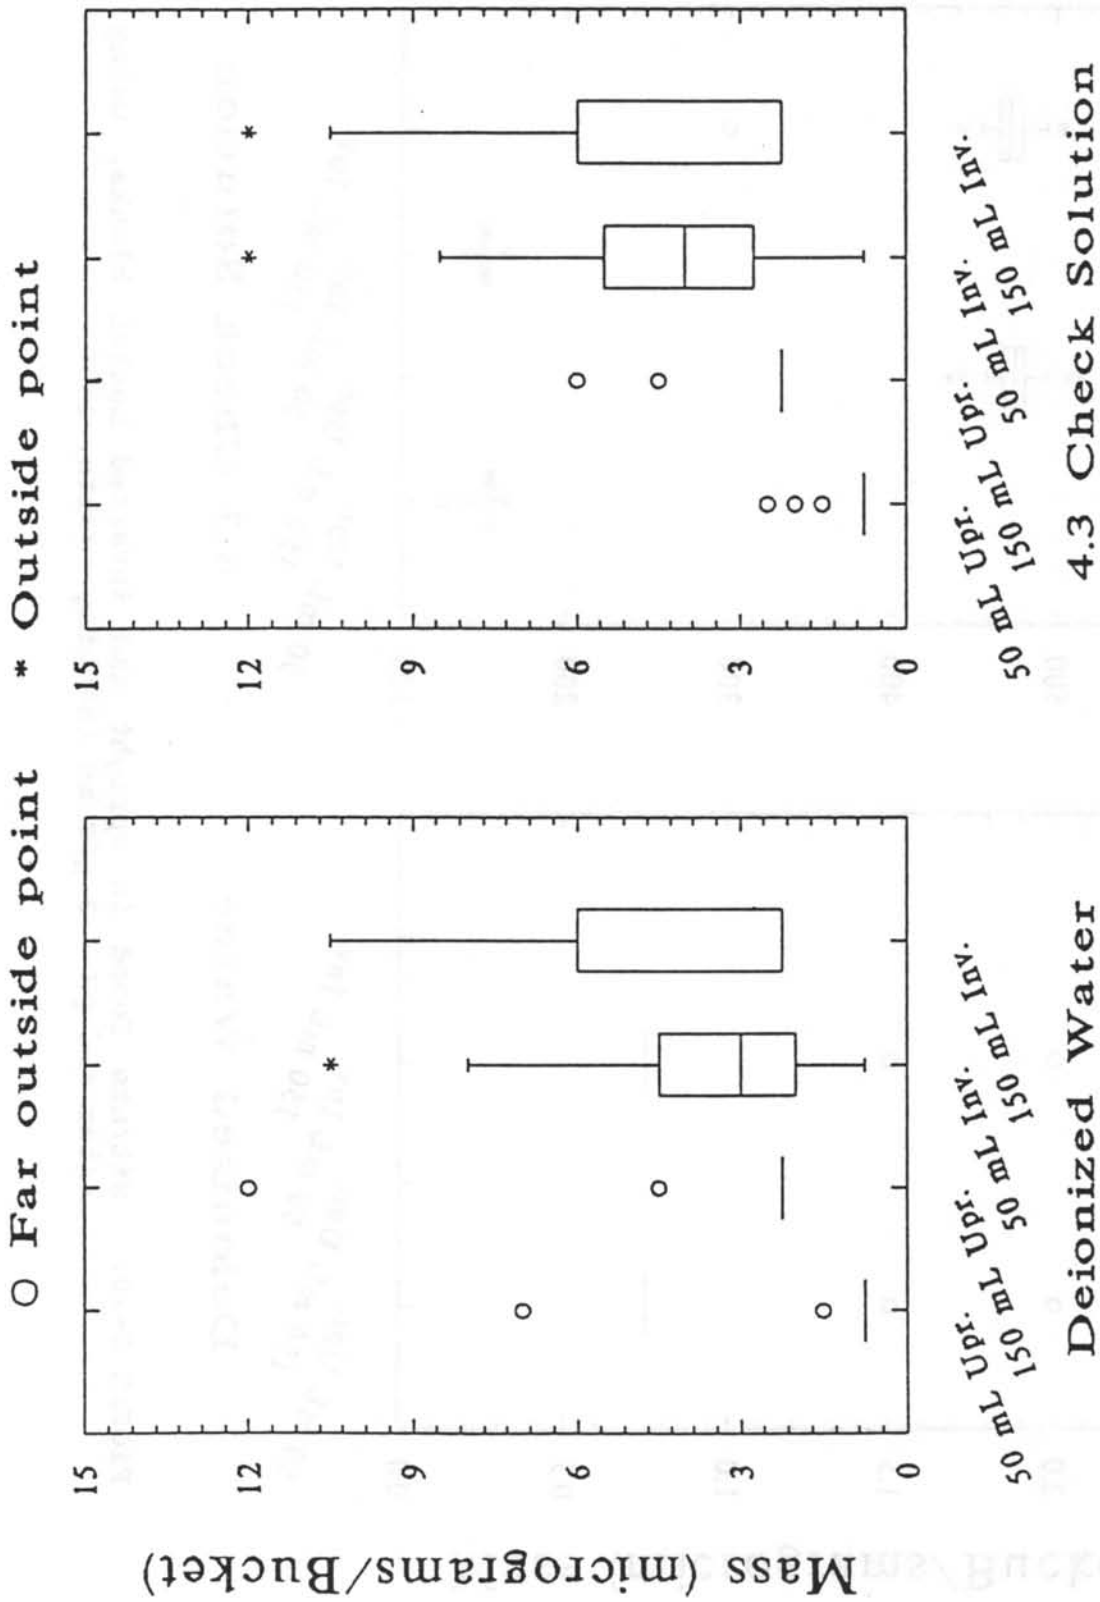 O Far outside point * Outside point
Mass (micrograms/Bucket)
15
12
9
6
3
0
50 mL Upr.
150 mL Upr.
50 mL Inv.
150 mL Inv.
Deionized Water
15
12
9
6
3
0
50 mL Upr.
150 mL Upr.
50 mL Inv.
150 mL Inv.
4.3 Check Solution